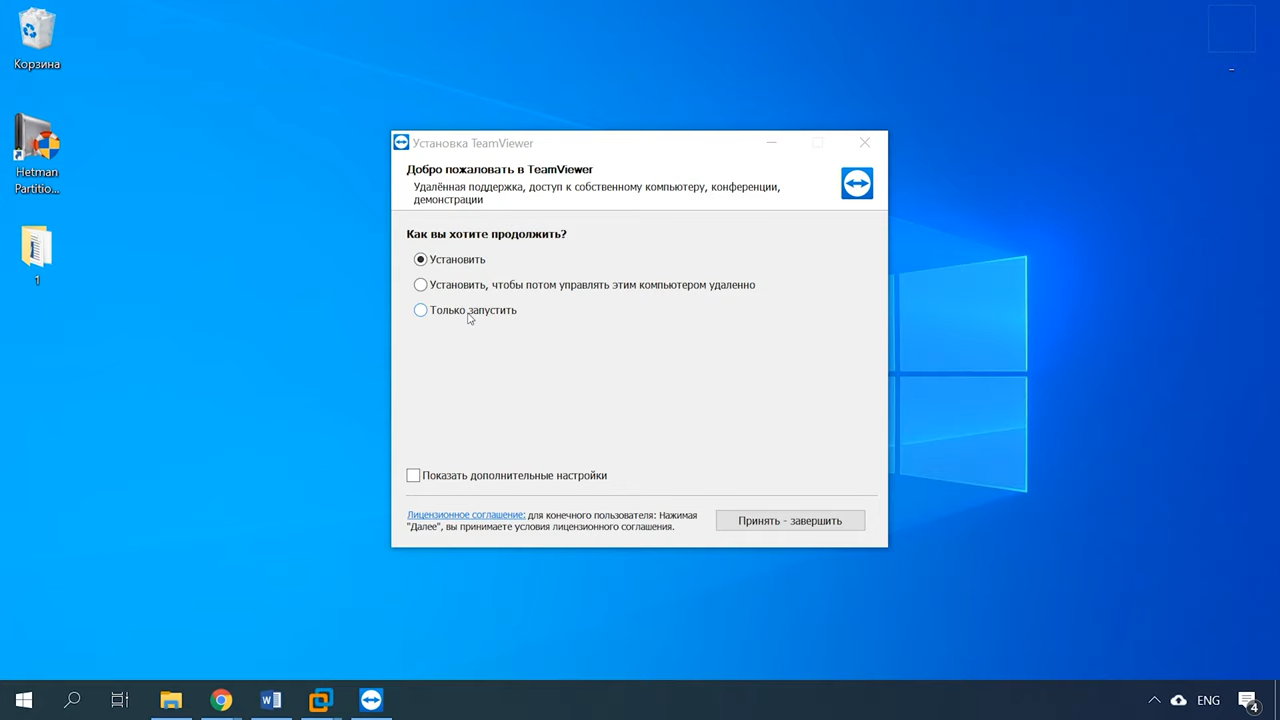 Корзина
Hetman
Partitio...
1
Установка TeamViewer
Добро пожаловать в TeamViewer
Удалённая поддержка, доступ к собственному компьютеру, конференции,
демонстрации
Как вы хотите продолжить?
Установить
Установить, чтобы потом управлять этим компьютером удаленно
Только запустить
Показать дополнительные настройки
Лицензионное соглашение: для конечного пользователя: Нажимая
"Далее", вы принимаете условия лицензионного соглашения.
Принять - завершить
ENG
4